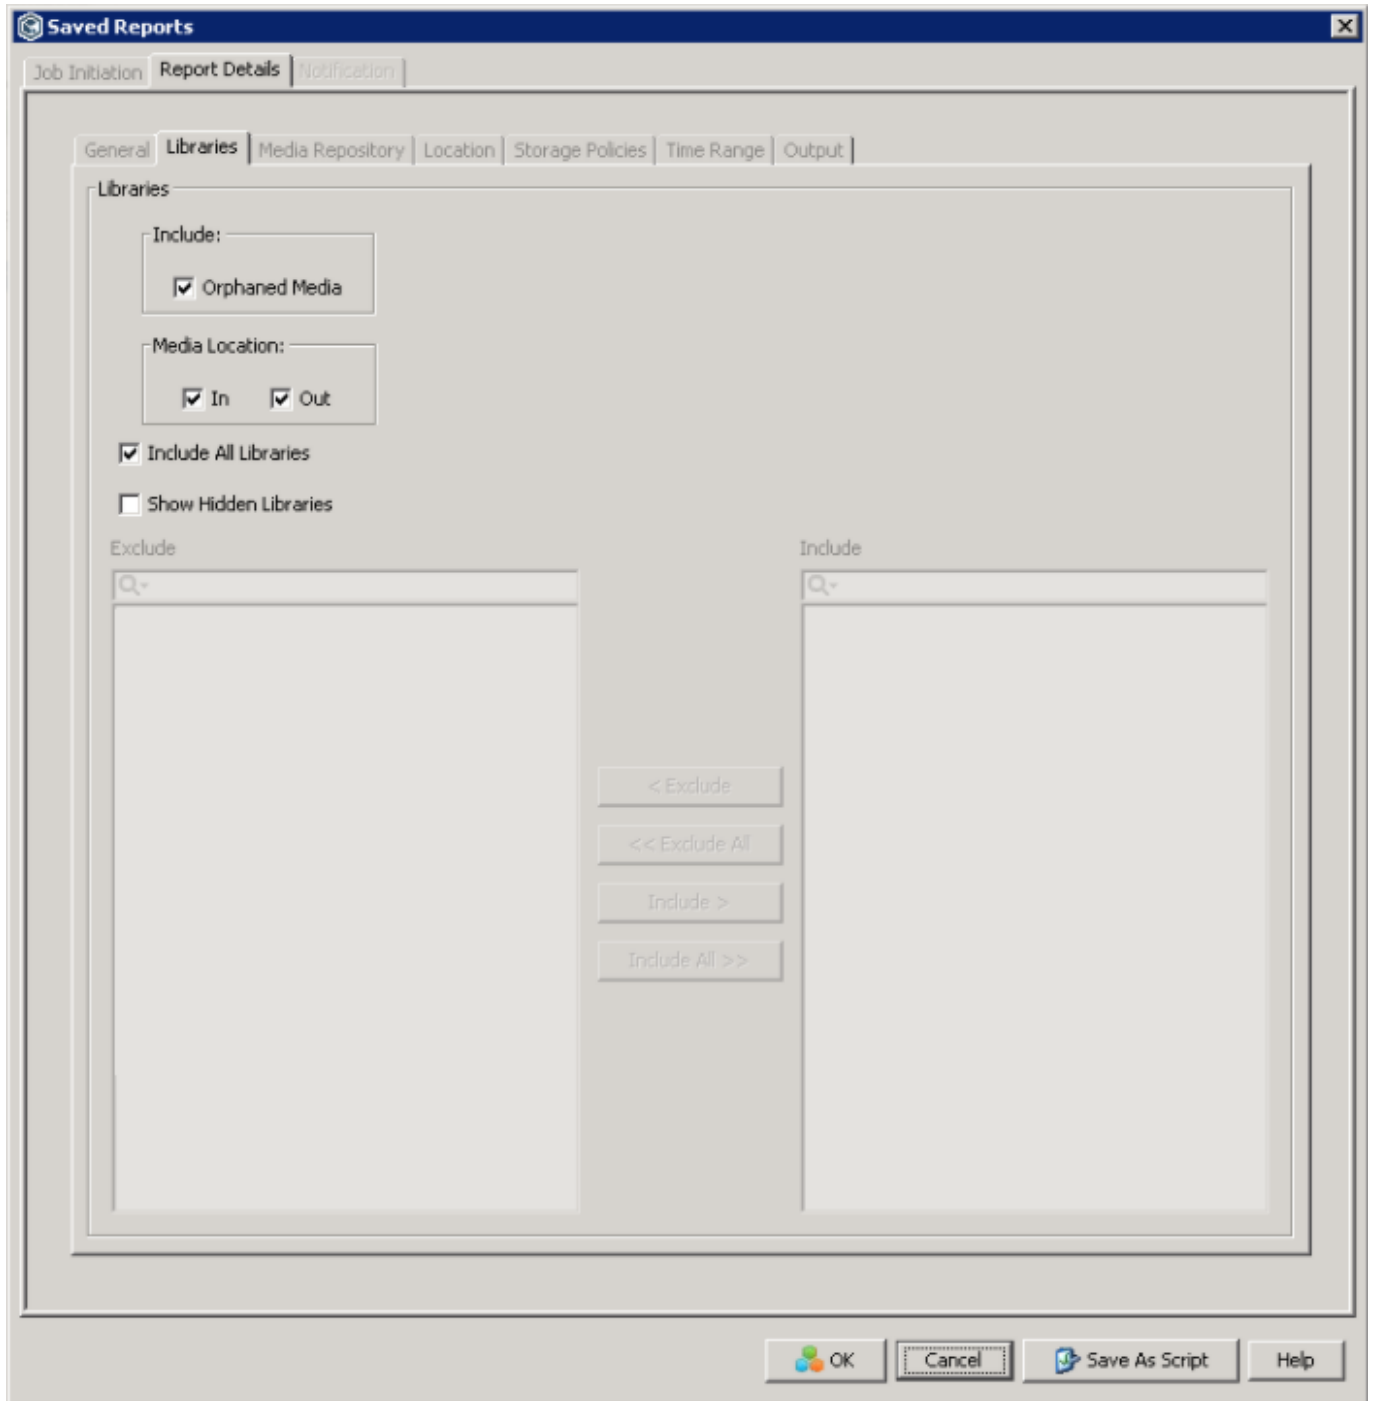 Saved Reports
Job Initiation Report Details Notification
General Libraries Media Repository Location Storage Policies Time Range Output
Libraries
Include:
Orphaned Media
Media Location:
In Out
Include All Libraries
Show Hidden Libraries
Exclude Include
< Exclude
<< Exclude All
Include >
Include All >>
OK Cancel Save As Script Help